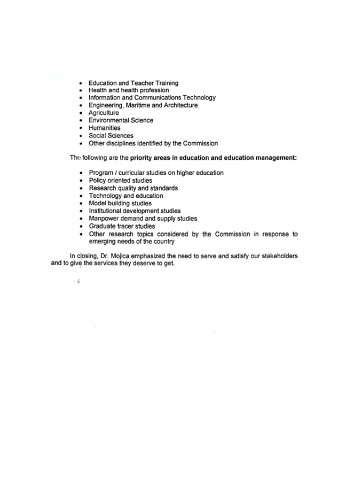 • Education and Teacher Training
• Health and health profession
• Information and Communications Technology
• Engineering, Maritime and Architecture
• Agriculture
• Environmental Science
• Humanities
• Social Sciences
• Other disciplines identified by the Commission
The following are the priority areas in education and education management:
• Program / curricular studies on higher education
• Policy oriented studies
• Research quality and standards
• Technology and education
• Model building studies
• Institutional development studies
• Manpower demand and supply studies
• Graduate tracer studies
• Other research topics considered by the Commission in response to
emerging needs of the country
In closing, Dr. Mojica emphasized the need to serve and satisfy our stakeholders
and to give the services they deserve to get.